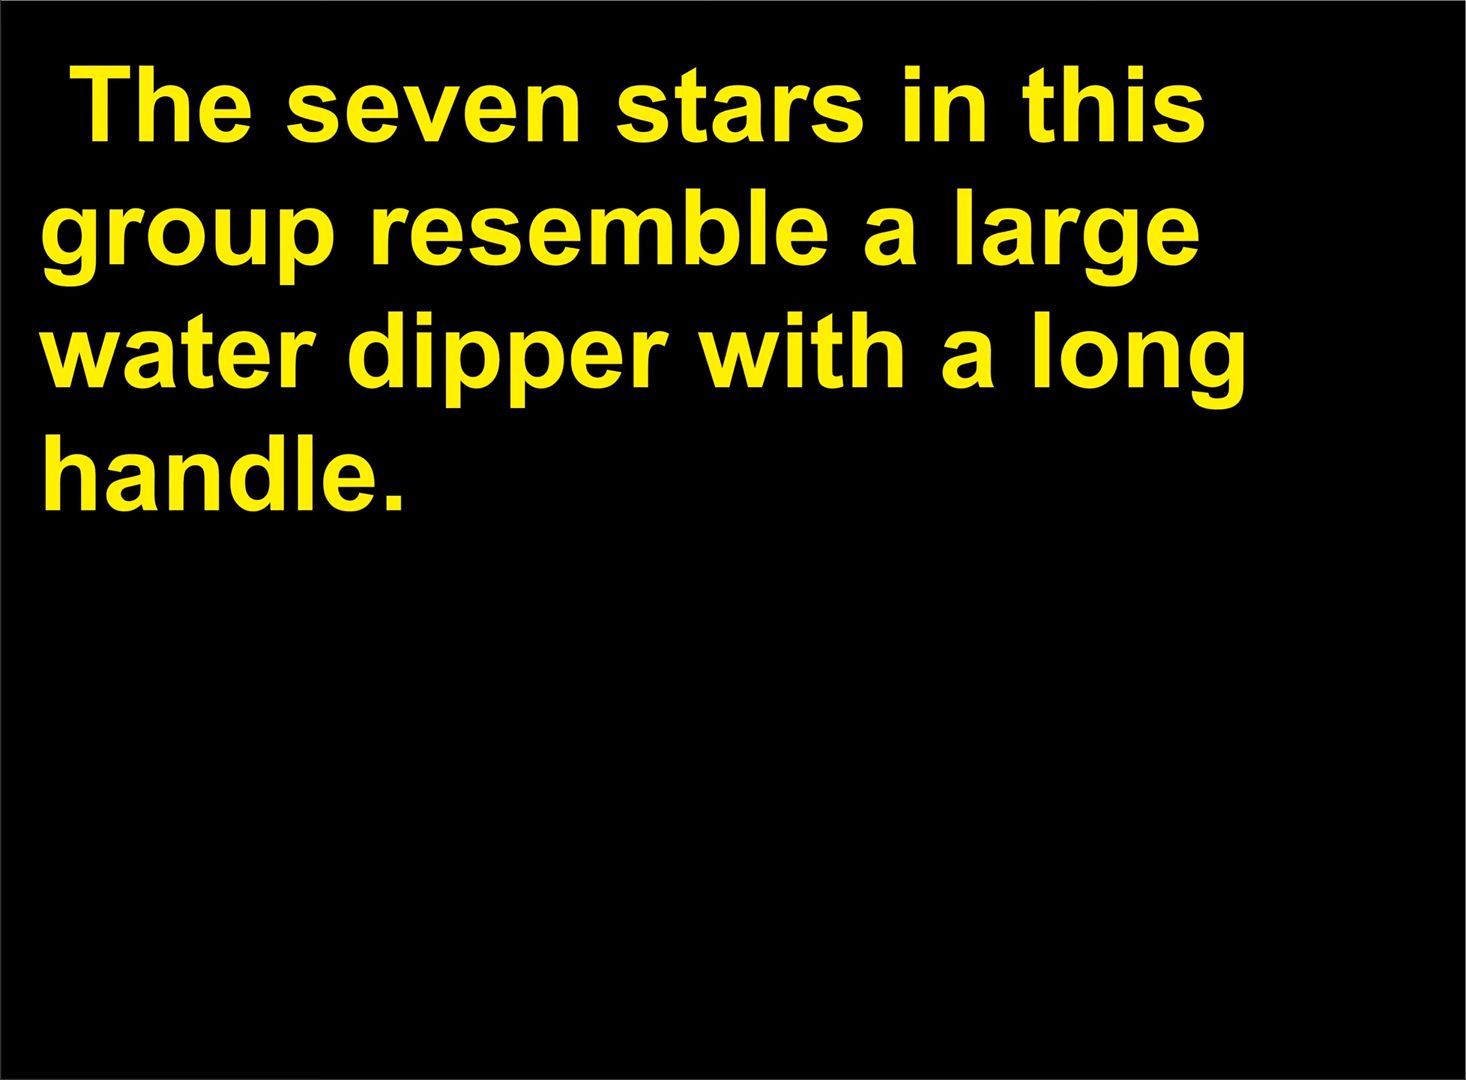 The seven stars in this
group resemble a large
water dipper with a long
handle.